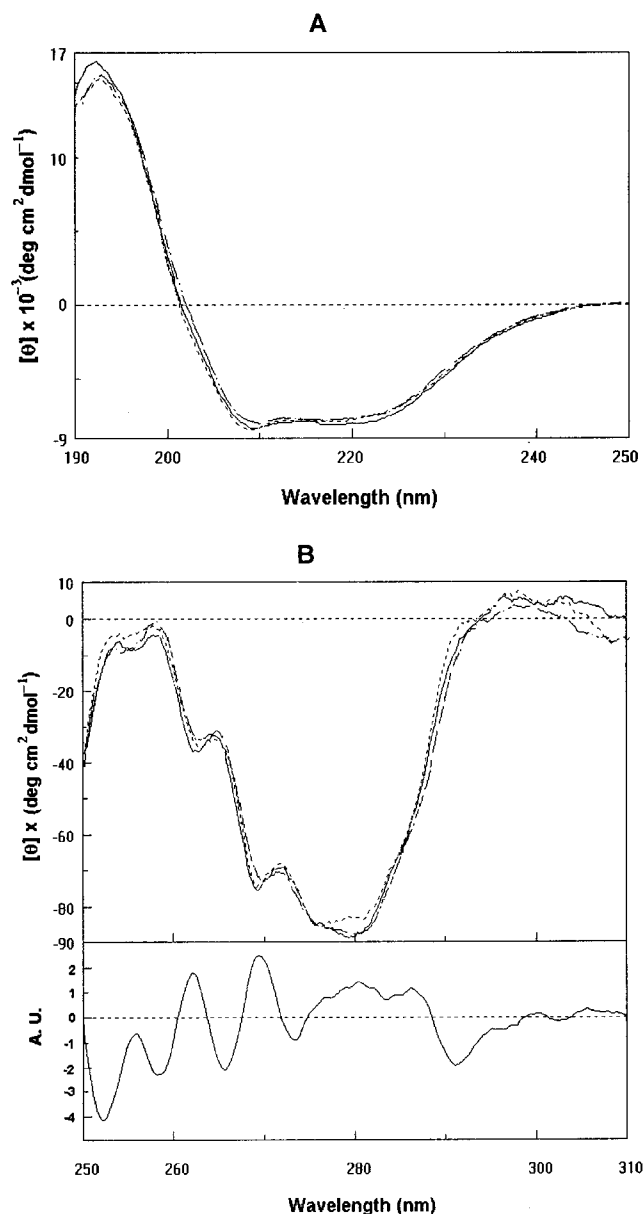 A
[θ] x 10⁻³(deg cm² dmol⁻¹)
17
10
0
-9
190 200 220 240 250
Wavelength (nm)
B
[θ] x (deg cm² dmol⁻¹)
10
0
-20
-40
-60
-80
-90
A. U.
2
1
0
-1
-2
-3
-4
250 260 280 300 310
Wavelength (nm)